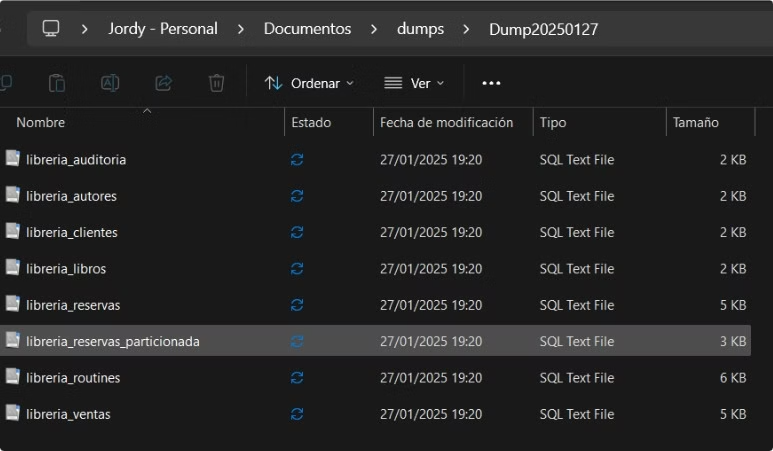 Jordy - Personal > Documentos > dumps > Dump20250127
Ordenar Ver
Nombre Estado Fecha de modificación Tipo Tamaño
libreria_auditoria 27/01/2025 19:20 SQL Text File 2 KB
libreria_autores 27/01/2025 19:20 SQL Text File 2 KB
libreria_clientes 27/01/2025 19:20 SQL Text File 2 KB
libreria_libros 27/01/2025 19:20 SQL Text File 2 KB
libreria_reservas 27/01/2025 19:20 SQL Text File 5 KB
libreria_reservas_particionada 27/01/2025 19:20 SQL Text File 3 KB
libreria_routines 27/01/2025 19:20 SQL Text File 6 KB
libreria_ventas 27/01/2025 19:20 SQL Text File 5 KB